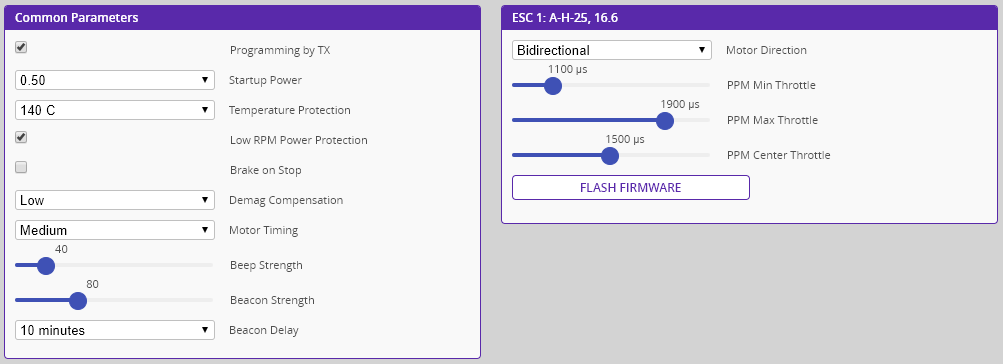 Common Parameters
Programming by TX
0.50 Startup Power
140 C Temperature Protection
Low RPM Power Protection
Brake on Stop
Low Demag Compensation
Medium Motor Timing
40
Beep Strength
80
Beacon Strength
10 minutes Beacon Delay
ESC 1: A-H-25, 16.6
Bidirectional Motor Direction
1100 µs
PPM Min Throttle
1900 µs
PPM Max Throttle
1500 µs
PPM Center Throttle
FLASH FIRMWARE